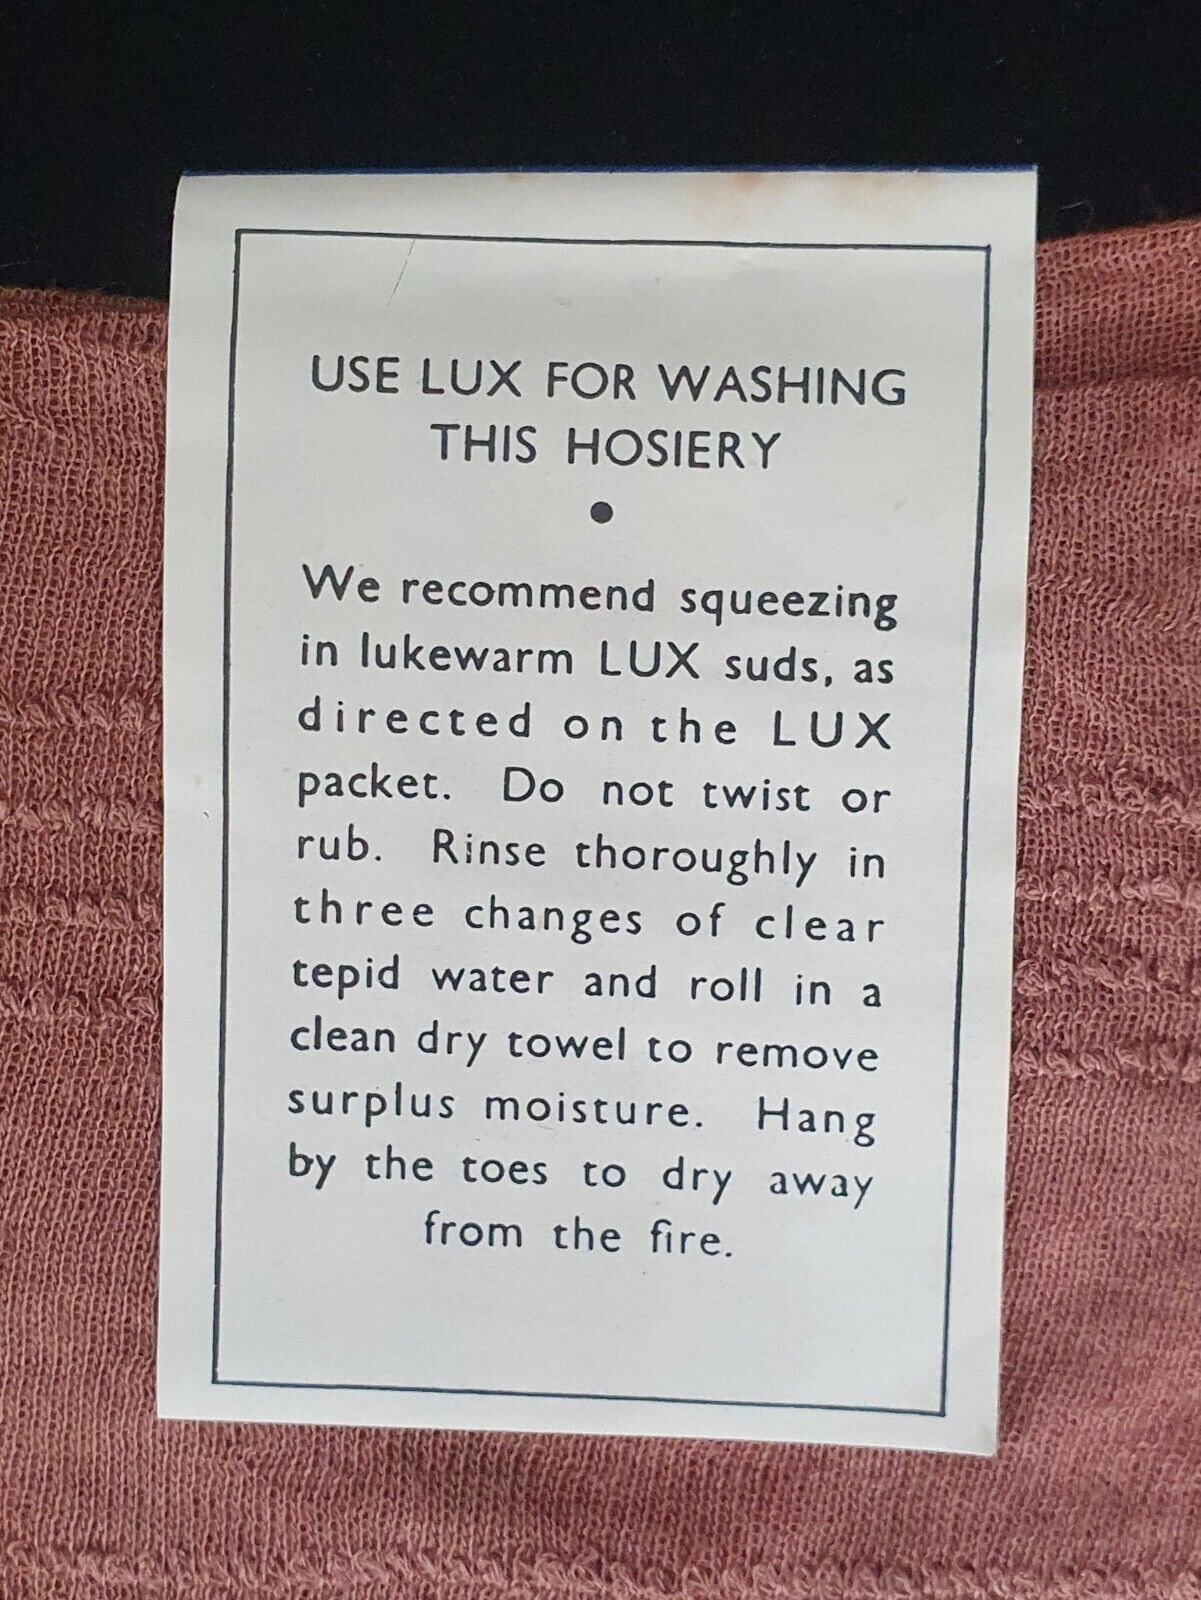 USE LUX FOR WASHING
THIS HOSIERY
•
We recommend squeezing
in lukewarm LUX suds, as
directed on the LUX
packet. Do not twist or
rub. Rinse thoroughly in
three changes of clear
tepid water and roll in a
clean dry towel to remove
surplus moisture. Hang
by the toes to dry away
from the fire.